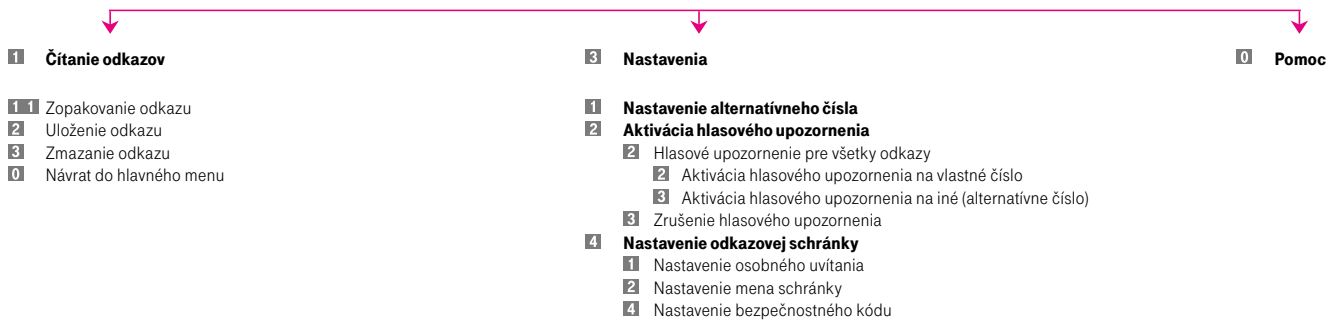 1 Čítanie odkazov
1 1 Zopakovanie odkazu
2 Uloženie odkazu
3 Zmazanie odkazu
0 Návrat do hlavného menu
3 Nastavenia
1 Nastavenie alternatívneho čísla
2 Aktivácia hlasového upozornenia
2 Hlasové upozornenie pre všetky odkazy
2 Aktivácia hlasového upozornenia na vlastné číslo
3 Aktivácia hlasového upozornenia na iné (alternatívne číslo)
3 Zrušenie hlasového upozornenia
4 Nastavenie odkazovej schránky
1 Nastavenie osobného uvítania
2 Nastavenie mena schránky
4 Nastavenie bezpečnostného kódu
0 Pomoc